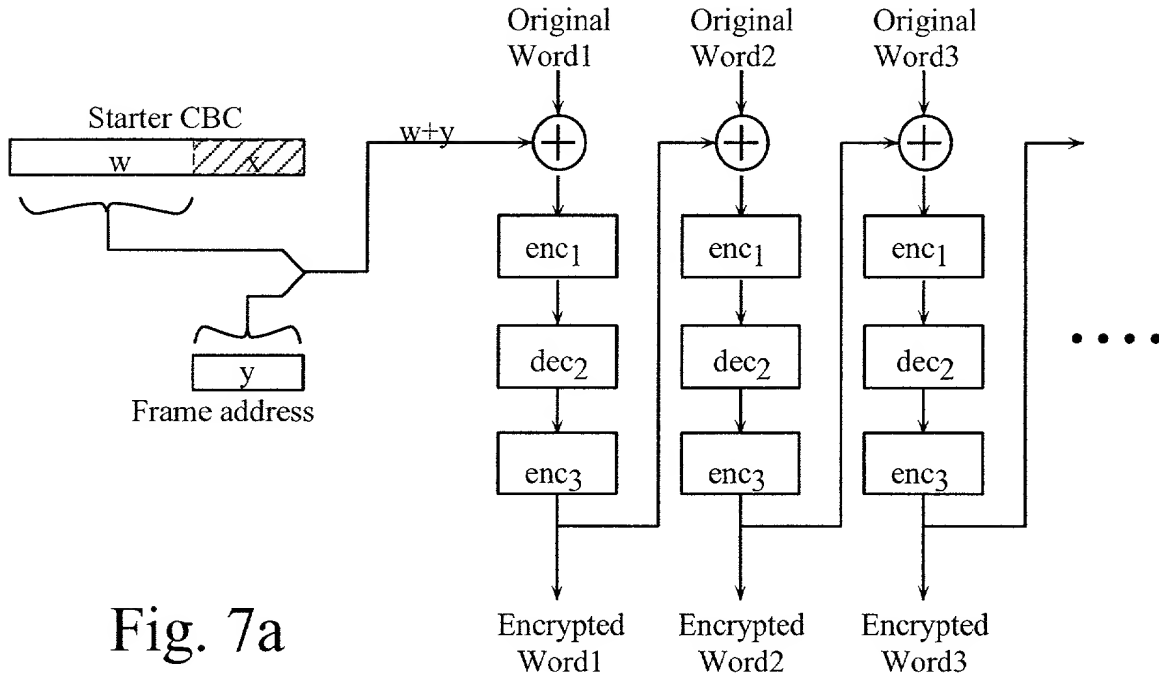 Original
Word1
Original
Word2
Original
Word3
Starter CBC
w
x
w+y
enc1
enc1
enc1
dec2
dec2
dec2
y
Frame address
enc3
enc3
enc3
Encrypted
Word1
Encrypted
Word2
Encrypted
Word3
Fig. 7a